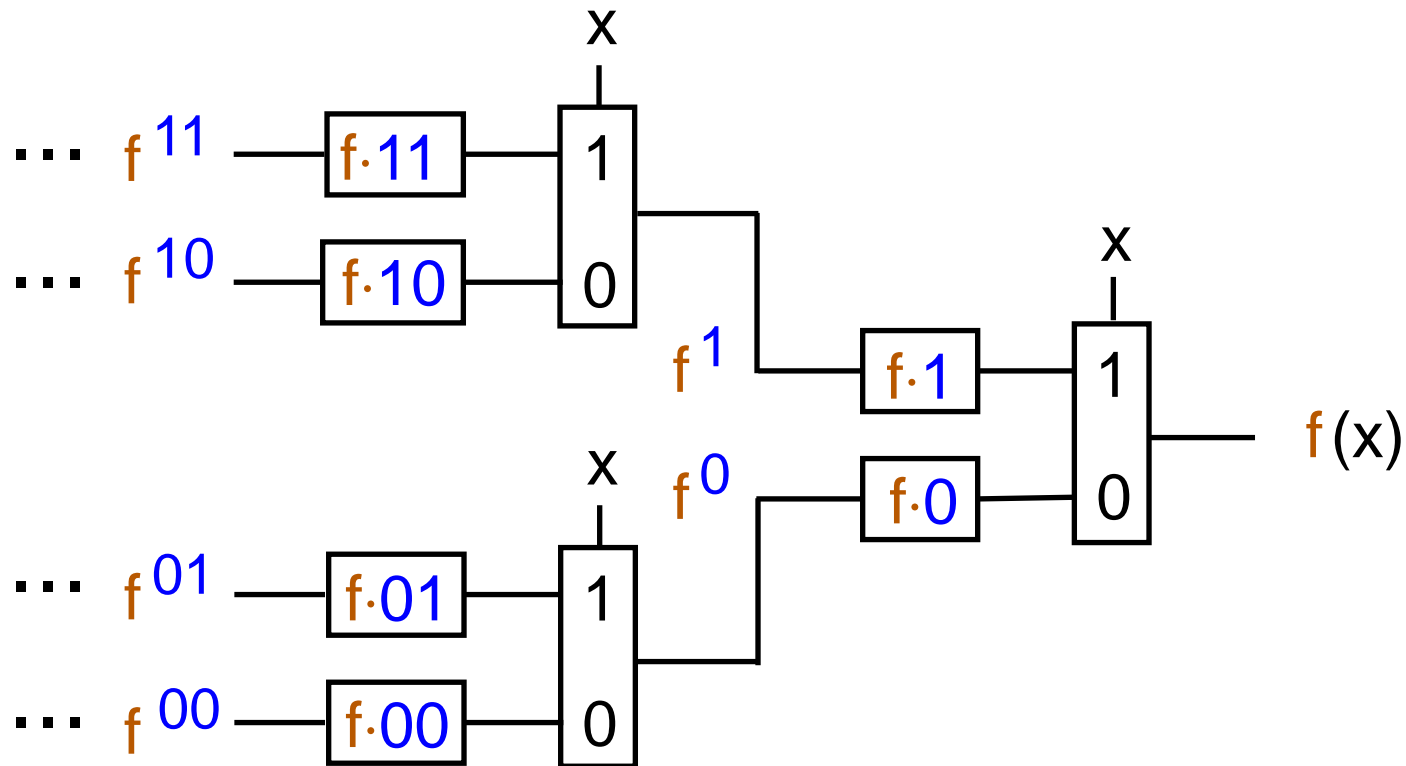 x
... f 11 f·11 1
... f 10 f·10 0
x
f 1 f·1 1
f (x)
f 0 f·0 0
x
... f 01 f·01 1
... f 00 f·00 0